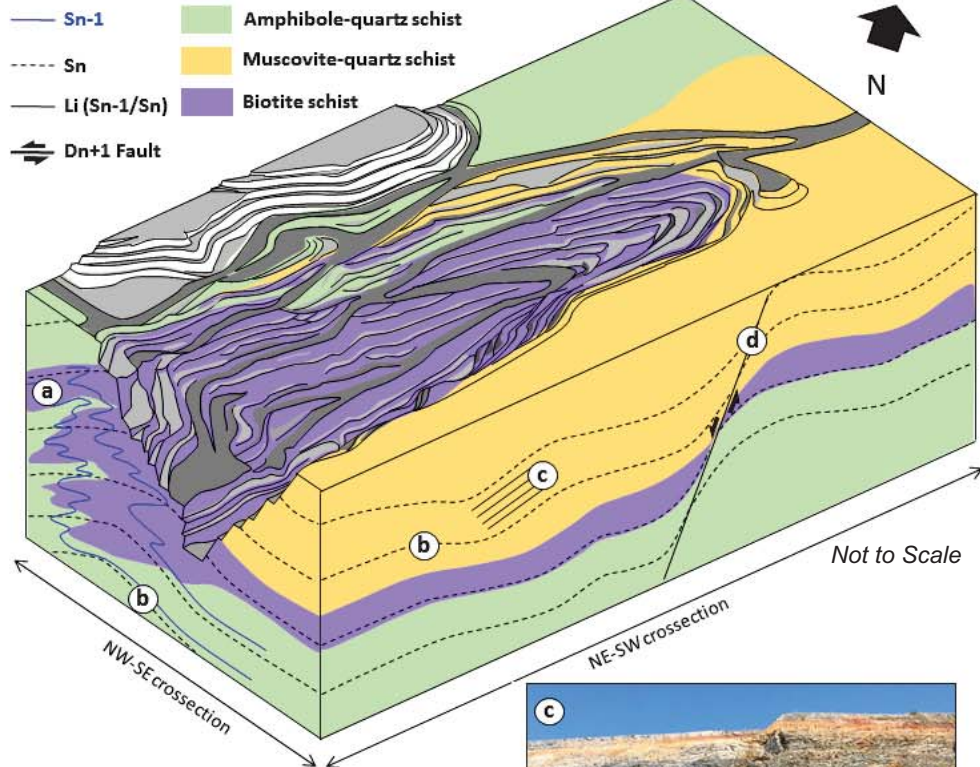 Sn-1
Sn
Li (Sn-1/Sn)
Dn+1 Fault
Amphibole-quartz schist
Muscovite-quartz schist
Biotite schist
N
a
d
c
b
b
Not to Scale
NW-SE crossection
NE-SW crossection
c